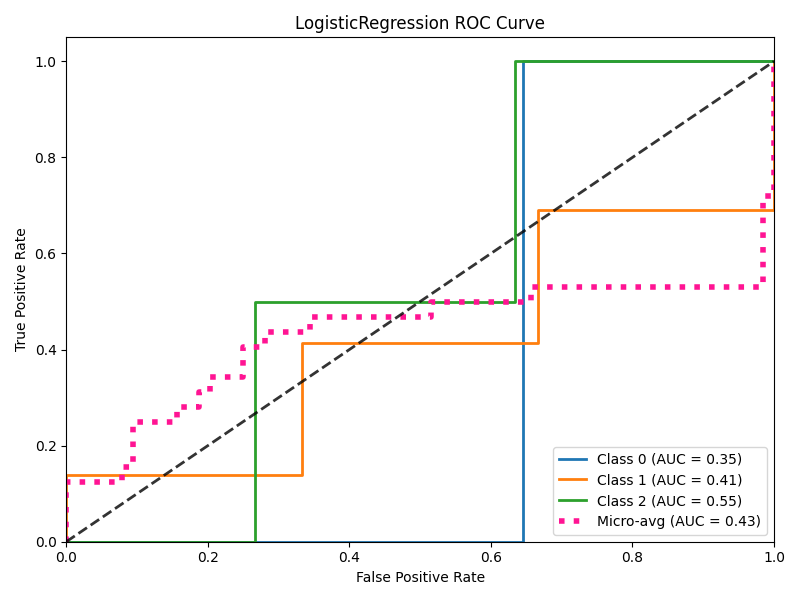 LogisticRegression ROC Curve
True Positive Rate
1.0
0.8
0.6
0.4
0.2
0.0
0.0 0.2 0.4 0.6 0.8 1.0
False Positive Rate
Class 0 (AUC = 0.35)
Class 1 (AUC = 0.41)
Class 2 (AUC = 0.55)
Micro-avg (AUC = 0.43)